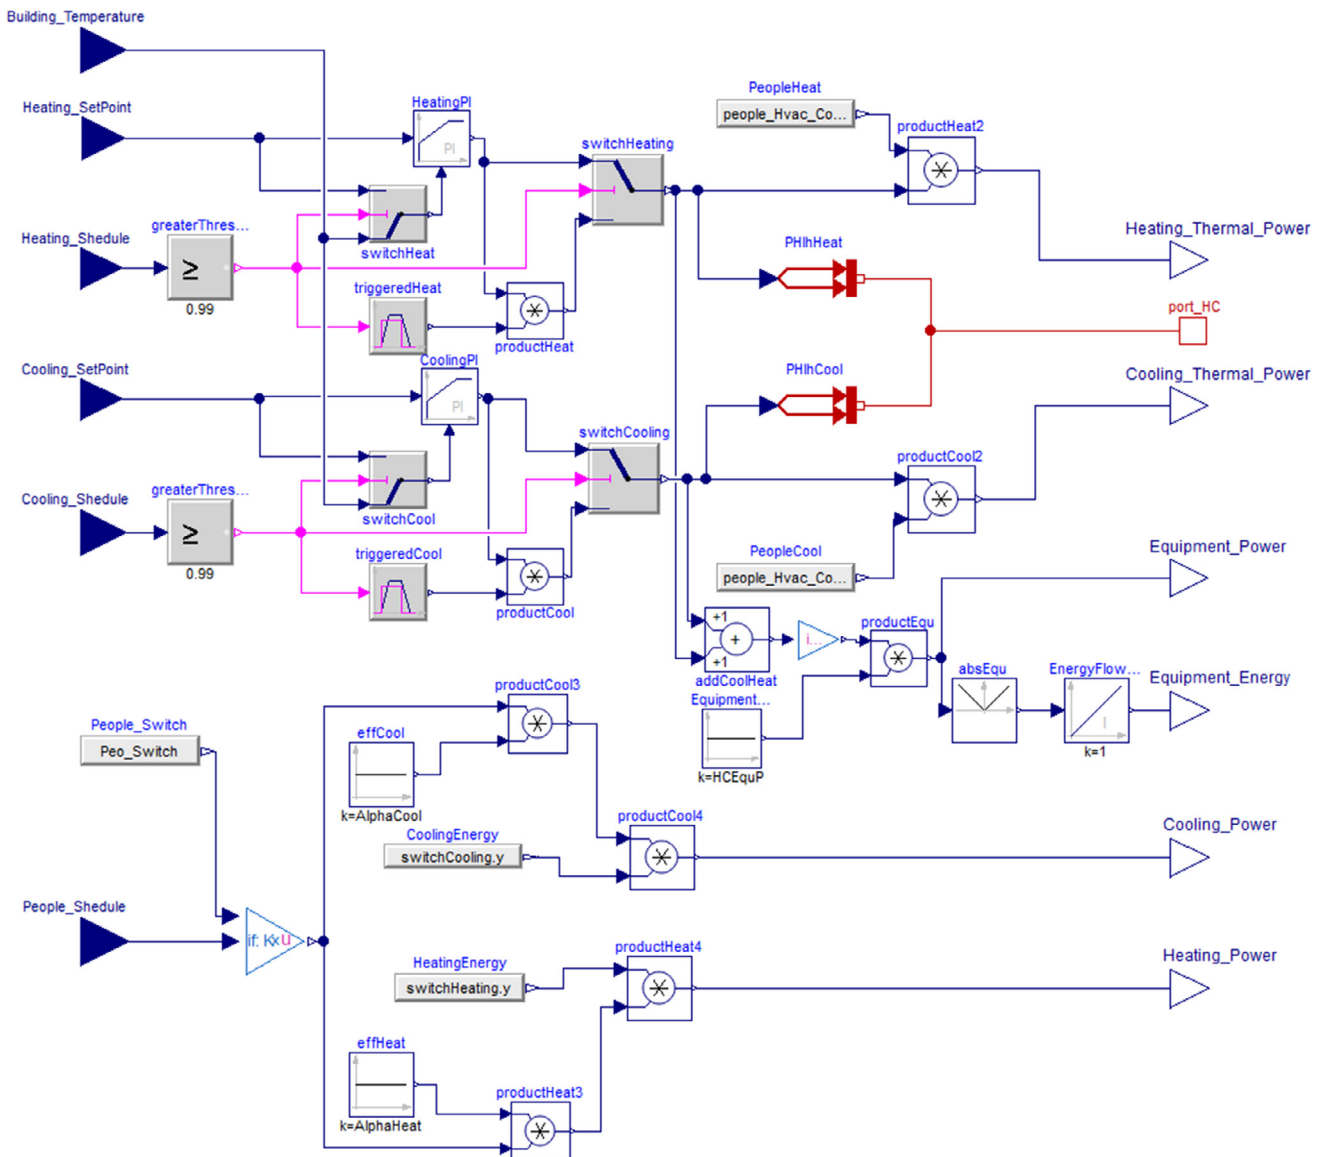 Building_Temperature
Heating_SetPoint
HeatingPI
PI
PeopleHeat
people_Hvac_Co...
productHeat2
switchHeating
Heating_Shedule
greaterThres...
≥
0.99
switchHeat
PHIhHeat
Heating_Thermal_Power
triggeredHeat
productHeat
port_HC
Cooling_SetPoint
CoolingPI
PI
PHIhCool
Cooling_Thermal_Power
switchCooling
productCool2
Cooling_Shedule
greaterThres...
≥
0.99
switchCool
triggeredCool
productCool
PeopleCool
people_Hvac_Co...
Equipment_Power
+1
+
+1
addCoolHeat
i...
productEqu
absEqu
EnergyFlow...
I
k=1
Equipment_Energy
Equipment...
k=HCEquP
productCool3
People_Switch
Peo_Switch
effCool
k=AlphaCool
CoolingEnergy
switchCooling.y
productCool4
Cooling_Power
People_Shedule
if: Kxu
HeatingEnergy
switchHeating.y
productHeat4
Heating_Power
effHeat
k=AlphaHeat
productHeat3